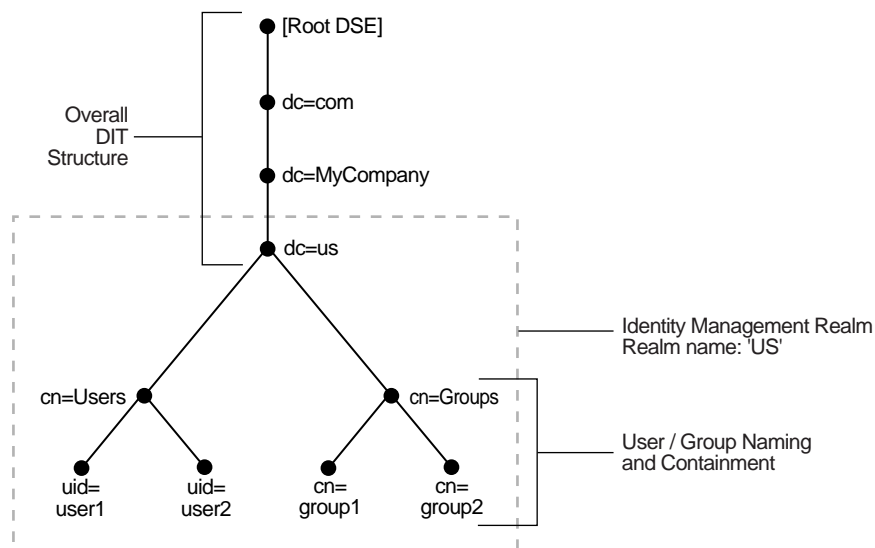 [Root DSE]
dc=com
Overall
DIT
Structure
dc=MyCompany
dc=us
Identity Management Realm
Realm name: 'US'
cn=Users
cn=Groups
User / Group Naming
and Containment
uid=
user1
uid=
user2
cn=
group1
cn=
group2